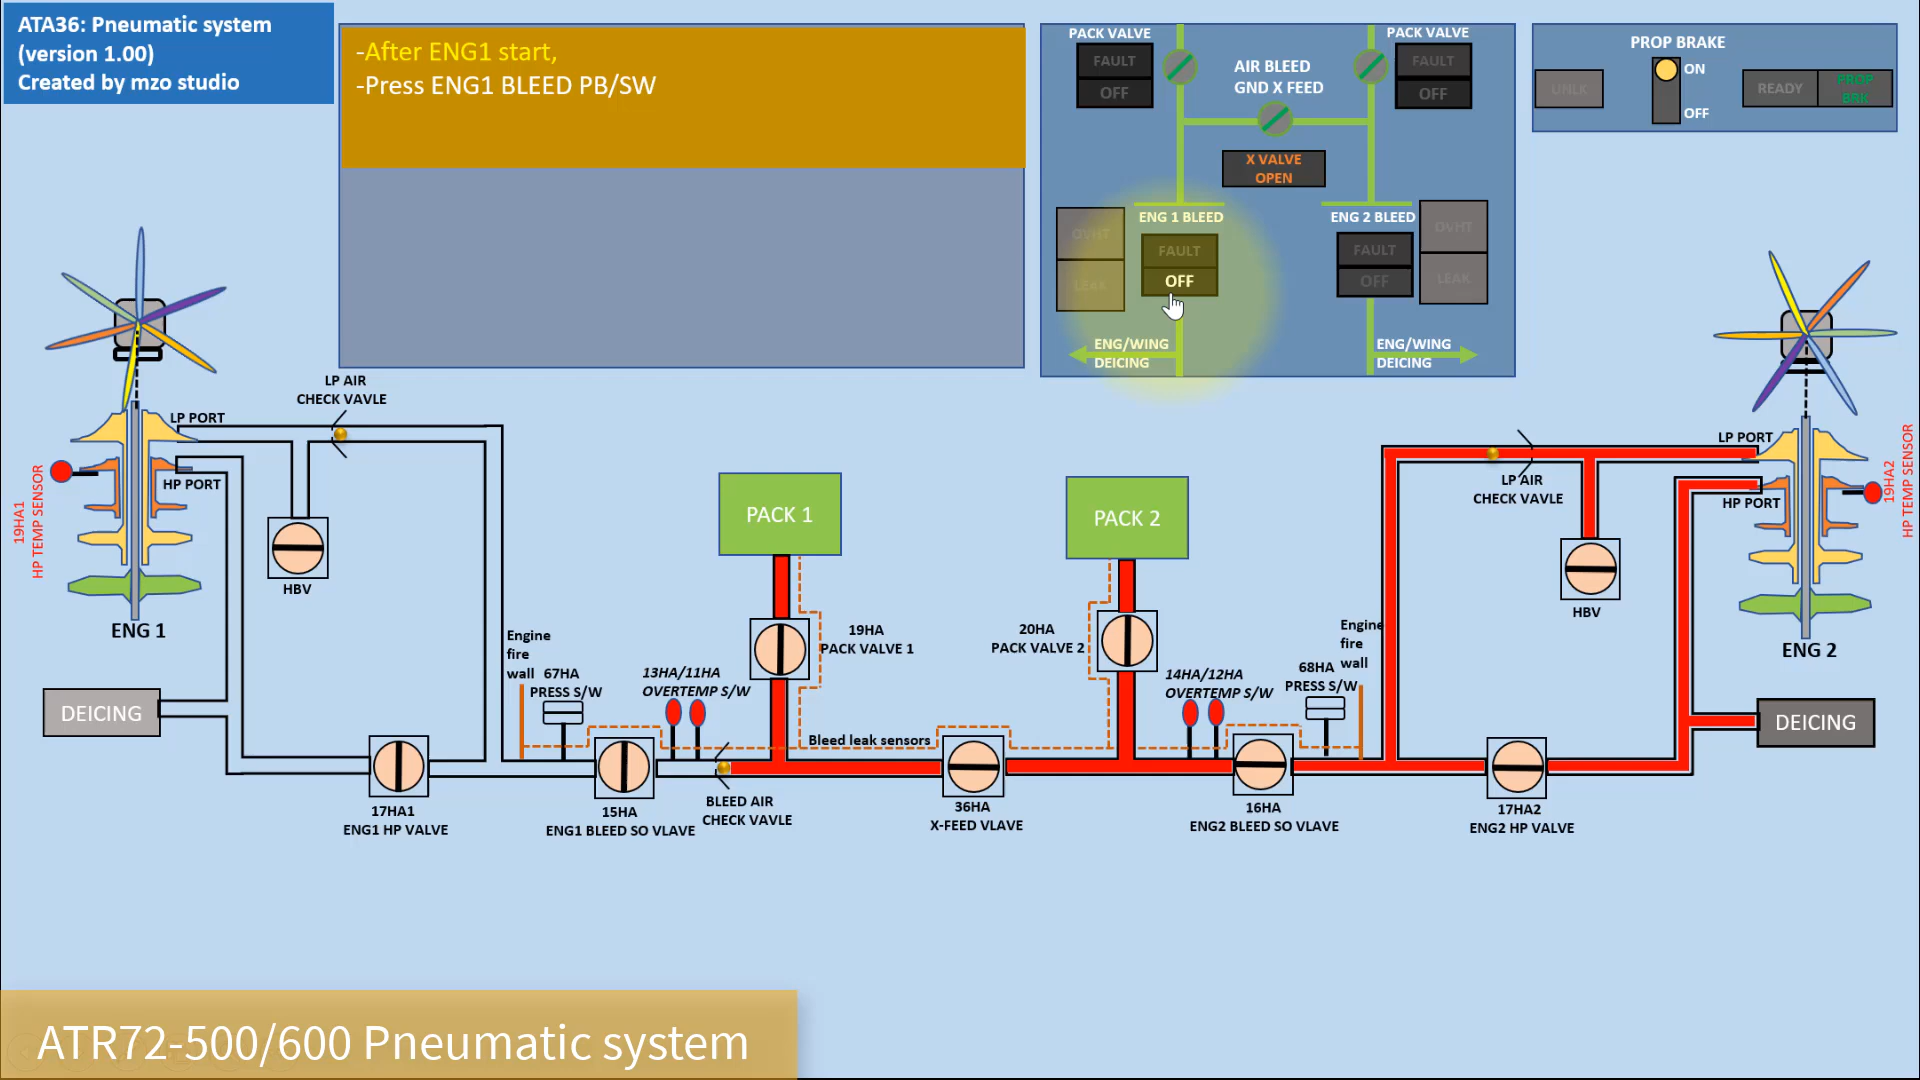 ATA36: Pneumatic system
(version 1.00)
Created by mzo studio
-After ENG1 start,
-Press ENG1 BLEED PB/SW
PACK VALVE
FAULT
OFF
AIR BLEED
GND X FEED
PACK VALVE
FAULT
OFF
X VALVE
OPEN
ENG 1 BLEED
OVHT
LEAK
FAULT
OFF
ENG 2 BLEED
FAULT
OFF
OVHT
LEAK
ENG/WING
DEICING
ENG/WING
DEICING
PROP BRAKE
UNLK
ON
OFF
READY
PROP
BRK
LP AIR
CHECK VAVLE
LP PORT
HP PORT
19HA1
HP TEMP SENSOR
HBV
ENG 1
DEICING
17HA1
ENG1 HP VALVE
Engine
fire
wall
67HA
PRESS S/W
13HA/11HA
OVERTEMP S/W
15HA
ENG1 BLEED SO VLAVE
BLEED AIR
CHECK VAVLE
PACK 1
19HA
PACK VALVE 1
Bleed leak sensors
36HA
X-FEED VLAVE
PACK 2
20HA
PACK VALVE 2
14HA/12HA
OVERTEMP S/W
68HA
PRESS S/W
Engine
fire
wall
16HA
ENG2 BLEED SO VLAVE
17HA2
ENG2 HP VALVE
LP AIR
CHECK VAVLE
HBV
LP PORT
HP PORT
19HA2
HP TEMP SENSOR
ENG 2
DEICING
ATR72-500/600 Pneumatic system